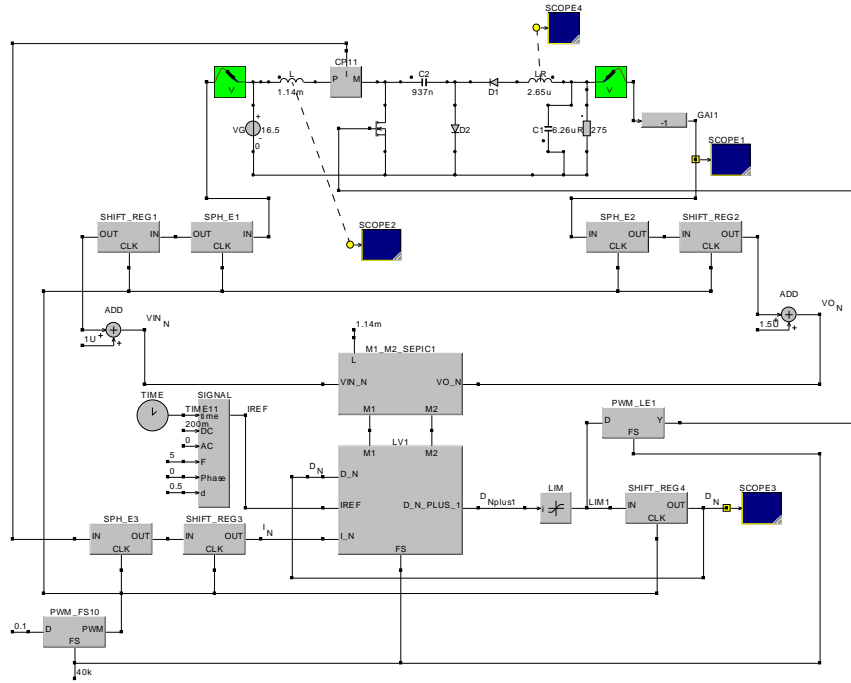 SCOPE4
CP11
L
P I M
C2
LR
V
1.14m
937n
D1
2.65u
V
GAI1
-1
VG
+
16.5
-
0
D2
C1
6.26u
R
275
SCOPE1
SHIFT_REG1
SPH_E1
SCOPE2
SPH_E2
SHIFT_REG2
OUT IN
OUT IN
IN OUT
IN OUT
CLK
CLK
CLK
CLK
ADD
VIN_N
1U
+
+
1.14m
ADD
VO_N
1.5U
+
+
M1_M2_SEPIC1
L
VIN_N
VO_N
M1
M2
TIME
SIGNAL
TIME11
time
IREF
200m
DC
0
AC
5
F
0
Phase
0.5
d
PWM_LE1
D
Y
FS
LV1
M1
M2
D_N
D_N
IREF
D_N_PLUS_1
I_N
FS
D_Nplus1
LIM
i
LIM1
SHIFT_REG4
IN
OUT
CLK
D_N
SCOPE3
SPH_E3
SHIFT_REG3
I_N
IN OUT
IN OUT
CLK
CLK
PWM_FS10
0.1
D
PWM
FS
40k